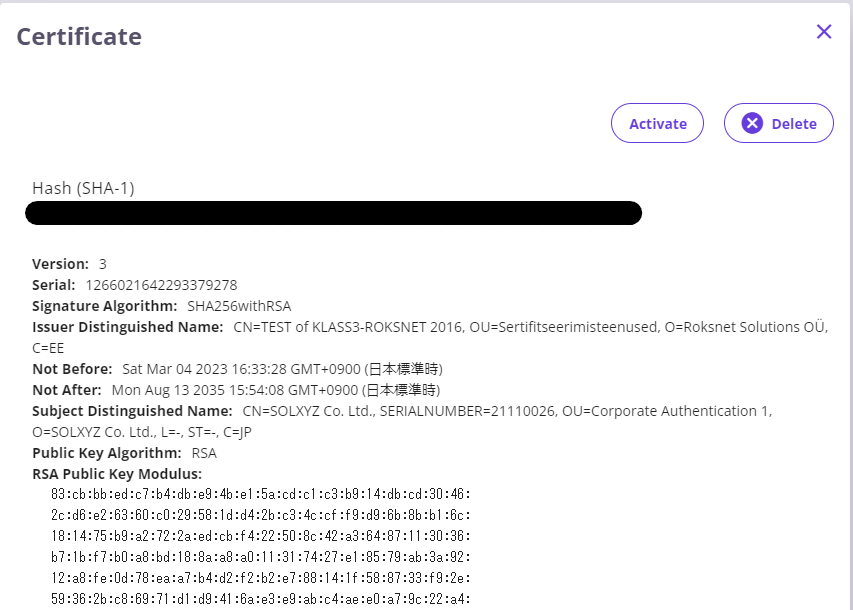 Certificate
Activate
Delete
Hash (SHA-1)
Version: 3
Serial: 1266021642293379278
Signature Algorithm: SHA256withRSA
Issuer Distinguished Name: CN=TEST of KLASS3-ROKSNET 2016, OU=Sertifitseerimisteenused, O=Roksnet Solutions OÜ,
C=EE
Not Before: Sat Mar 04 2023 16:33:28 GMT+0900 (日本標準時)
Not After: Mon Aug 13 2035 15:54:08 GMT+0900 (日本標準時)
Subject Distinguished Name: CN=SOLXYZ Co. Ltd., SERIALNUMBER=21110026, OU=Corporate Authentication 1,
O=SOLXYZ Co. Ltd., L=-, ST=-, C=JP
Public Key Algorithm: RSA
RSA Public Key Modulus:
83:cb:bb:ed:c7:b4:db:e9:4b:e1:5a:cd:c1:c3:b9:14:db:cd:30:46:
2c:d6:e2:63:60:c0:29:58:1d:d4:2b:c3:4c:cf:f9:d9:6b:8b:b1:6c:
18:14:75:b9:a2:72:2a:ed:cb:f4:22:50:8c:42:a3:64:87:11:30:36:
b7:1b:f7:b0:a8:bd:18:8a:a8:a0:11:31:74:27:e1:85:79:ab:3a:92:
12:a8:fe:0d:78:ea:a7:b4:d2:f2:b2:e7:88:14:1f:58:87:33:f9:2e:
59:36:2b:c8:69:71:d1:d9:41:6a:e3:e9:ab:c4:ae:e0:a7:9c:22:a4: